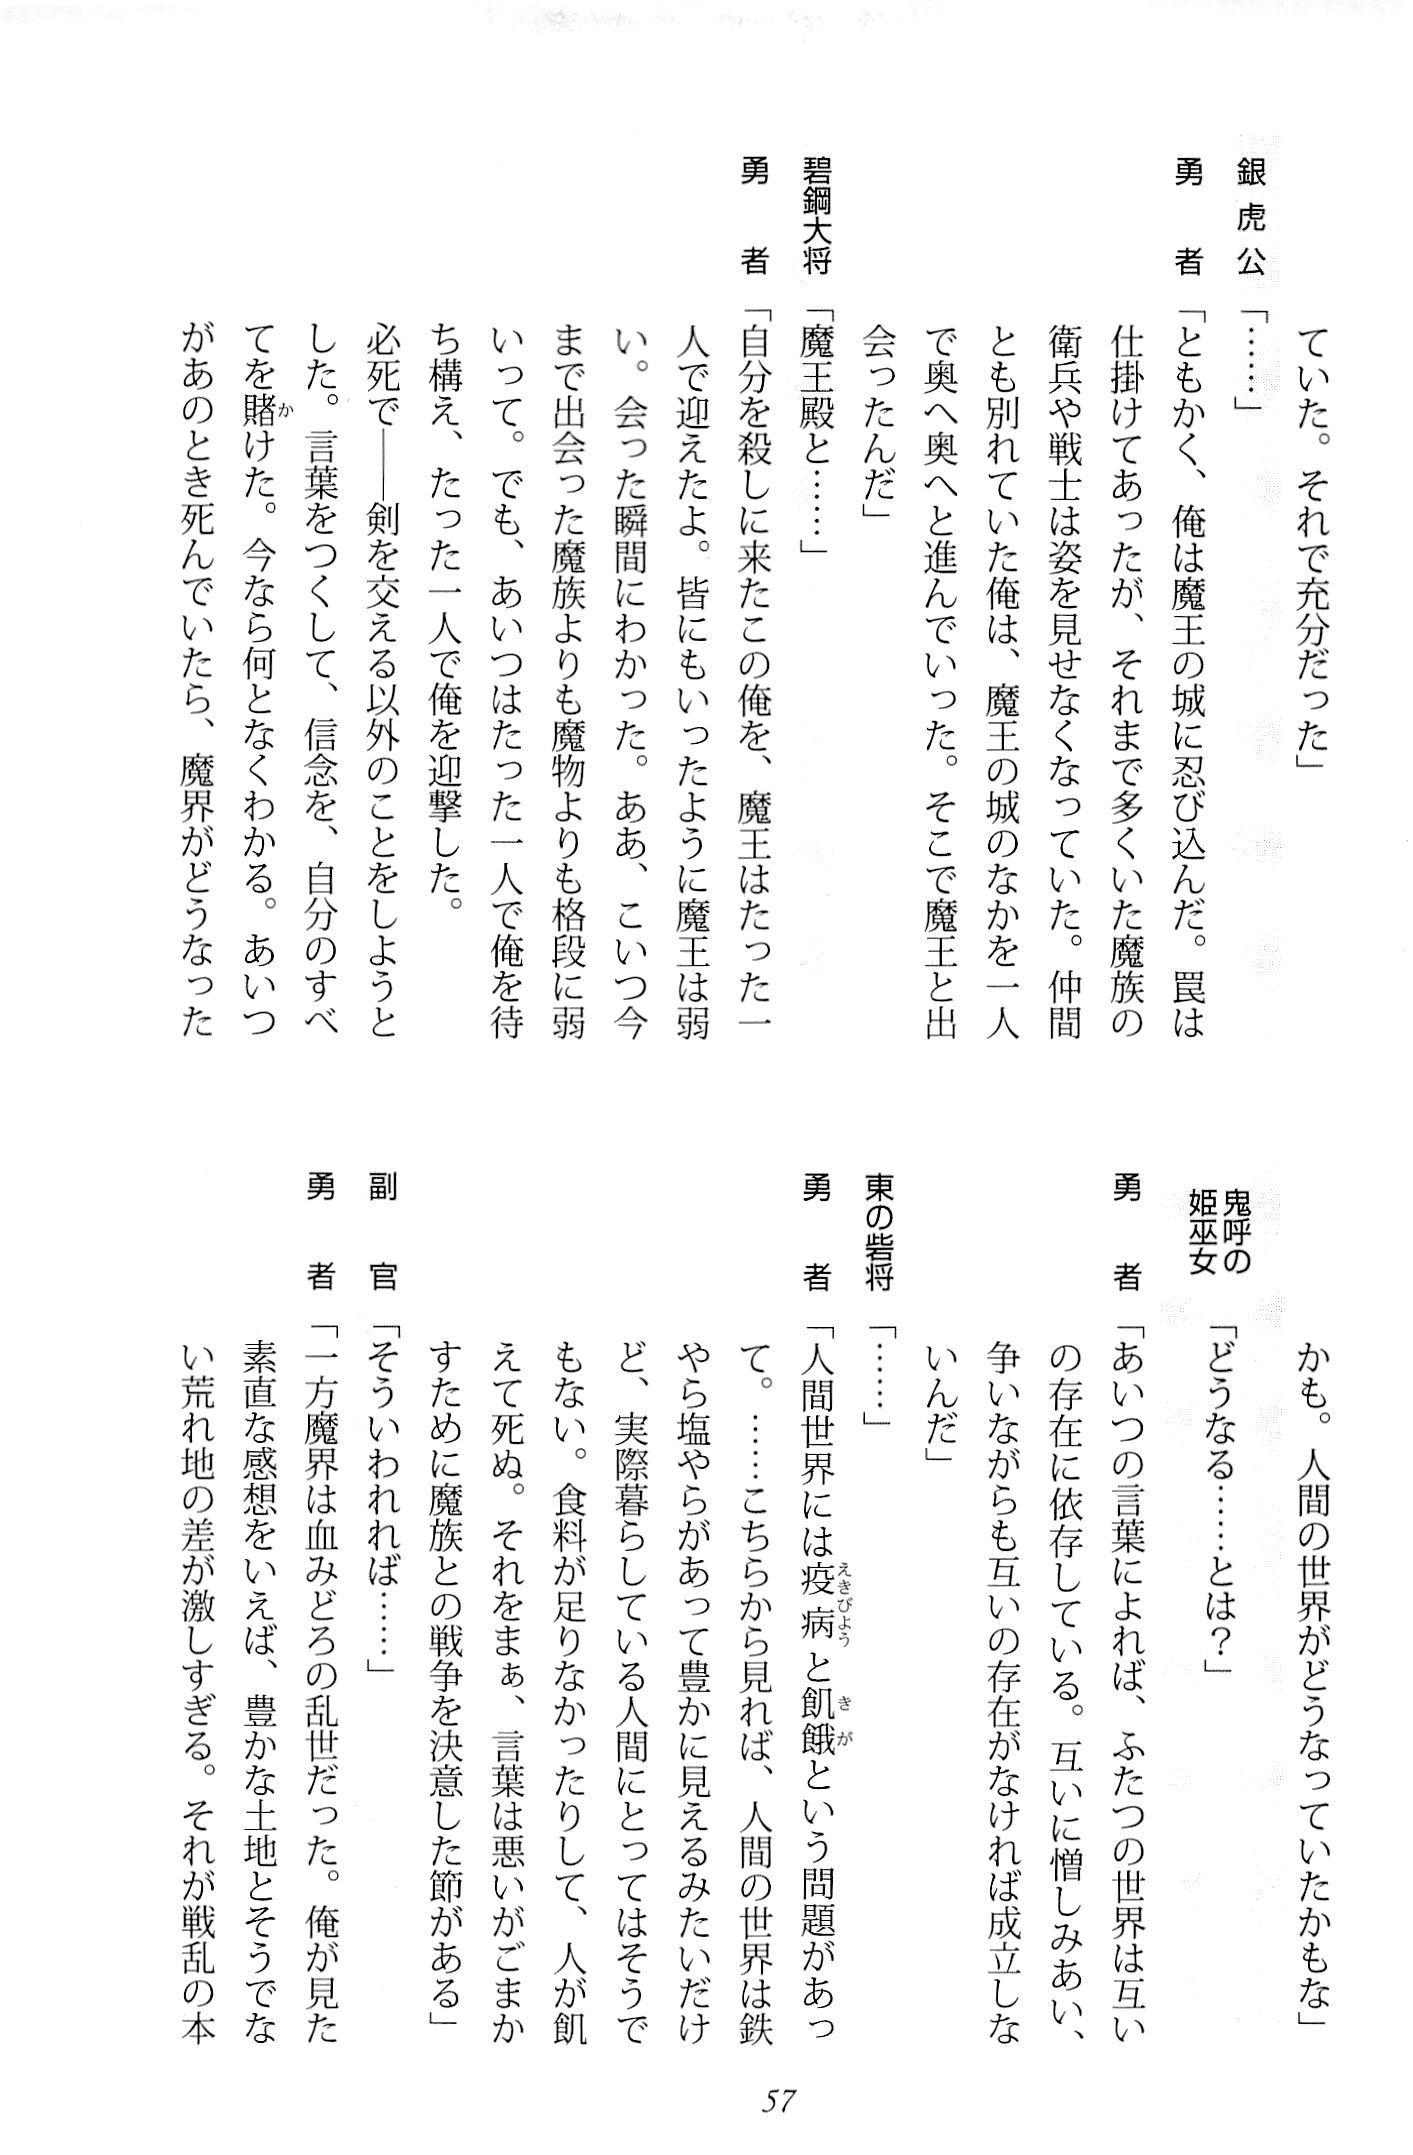 ていた。それで充分だった」
銀虎公「……」
勇者「ともかく、俺は魔王の城に忍び込んだ。罠は
仕掛けてあったが、それまで多くいた魔族の
衛兵や戦士は姿を見せなくなっていた。仲間
とも別れていた俺は、魔王の城のなかを一人
で奥へ奥へと進んでいった。そこで魔王と出
会ったんだ」
碧鋼大将「魔王殿と……」
勇者「自分を殺しに来たこの俺を、魔王はたった一
人で迎えたよ。皆にもいったように魔王は弱
い。会った瞬間にわかった。ああ、こいつ今
まで出会った魔族よりも魔物よりも格段に弱
いって。でも、あいつはたった一人で俺を待
ち構え、たった一人で俺を迎撃した。
必死で――剣を交える以外のことをしようと
した。言葉をつくして、信念を、自分のすべ
てを賭けた。今なら何となくわかる。あいつ
か
があのとき死んでいたら、魔界がどうなった
かも。人間の世界がどうなっていたかもな」
鬼呼の
姫巫女
「どうなる……とは？」
勇者「あいつの言葉によれば、ふたつの世界は互い
の存在に依存している。互いに憎しみあい、
争いながらも互いの存在がなければ成立しな
いんだ」
東の砦将「……」
勇者「人間世界には疫病と飢餓という問題があっ
えきびょう
きが
て。……こちらから見れば、人間の世界は鉄
やら塩やらがあって豊かに見えるみたいだけ
ど、実際暮らしている人間にとってはそうで
もない。食料が足りなかったりして、人が飢
えて死ぬ。それをまぁ、言葉は悪いがごまか
すために魔族との戦争を決意した節がある」
副官「そういわれれば……」
勇者「一方魔界は血みどろの乱世だった。俺が見た
素直な感想をいえば、豊かな土地とそうでな
い荒れ地の差が激しすぎる。それが戦乱の本
57